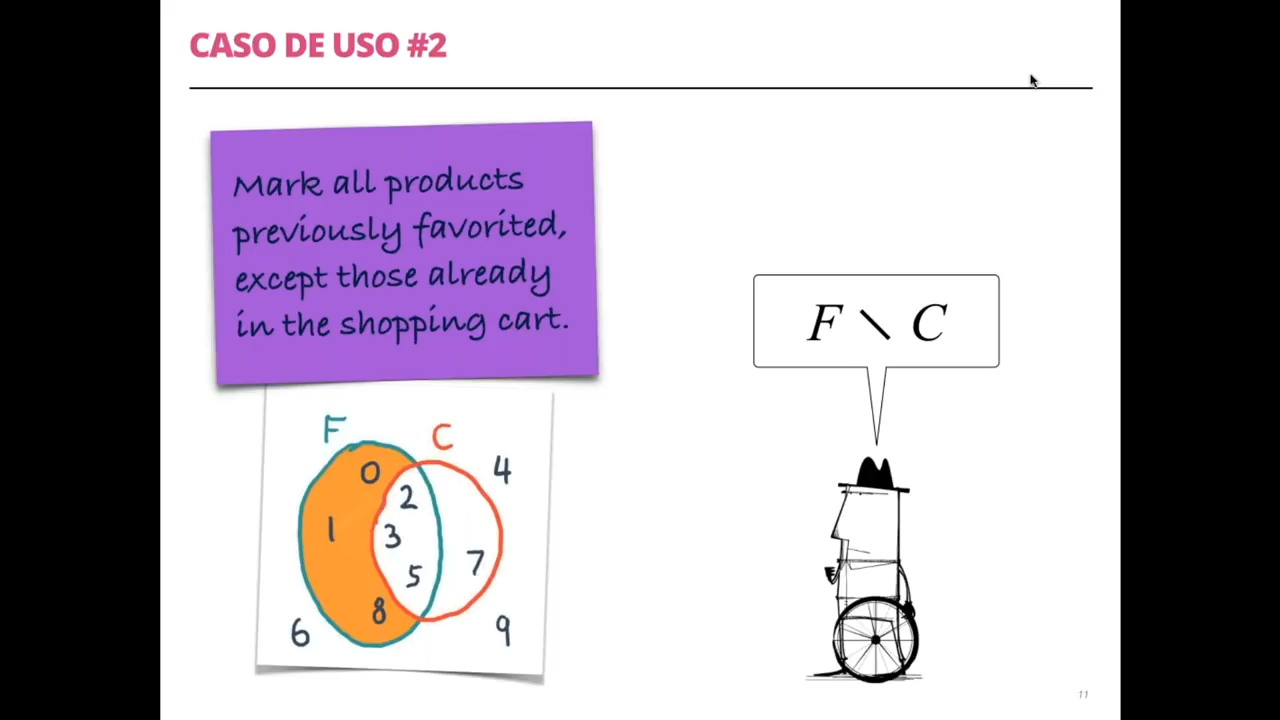 CASO DE USO #2
Mark all products
previously favorited,
except those already
in the shopping cart.
F ∖ C
F
C
0
4
2
1
3
5
7
8
6
9
11